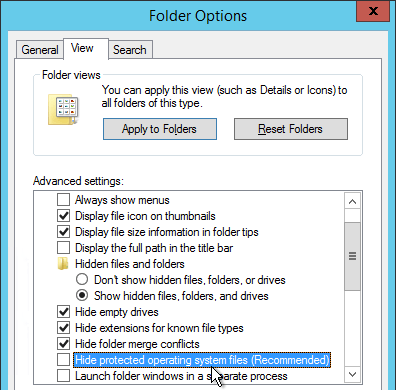 Folder Options
x
General View Search
Folder views
You can apply this view (such as Details or Icons) to
all folders of this type.
Apply to Folders Reset Folders
Advanced settings:
Always show menus
Display file icon on thumbnails
Display file size information in folder tips
Display the full path in the title bar
Hidden files and folders
Don't show hidden files, folders, or drives
Show hidden files, folders, and drives
Hide empty drives
Hide extensions for known file types
Hide folder merge conflicts
Hide protected operating system files (Recommended)
Launch folder windows in a separate process